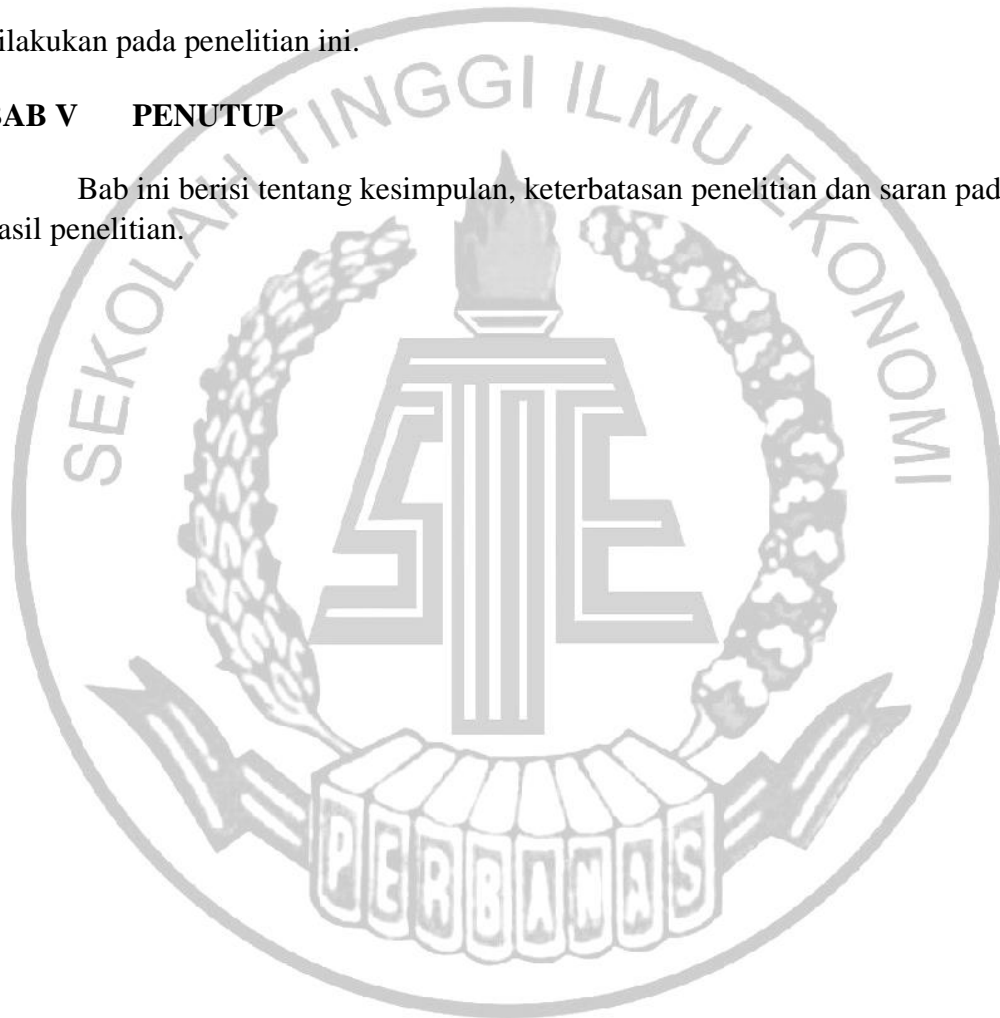 ilakukan pada penelitian ini.
BAB V PENUTUP
Bab ini berisi tentang kesimpulan, keterbatasan penelitian dan saran pad
asil penelitian.
SEKOLAH TINGGI ILMU EKONOMI
STIE
PERBANAS